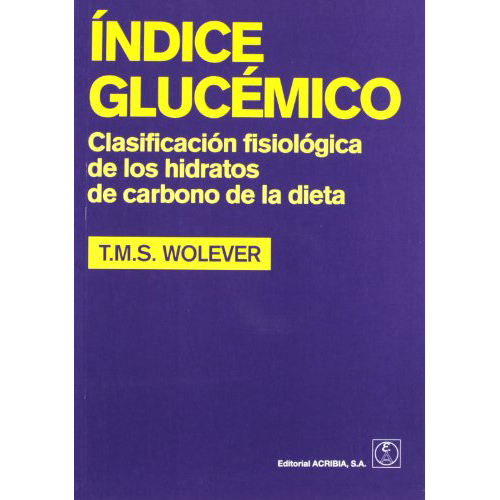 ÍNDICE
GLUCÉMICO
Clasificación fisiológica
de los hidratos
de carbono de la dieta
T.M.S. WOLEVER
Editorial ACRIBIA, S.A.